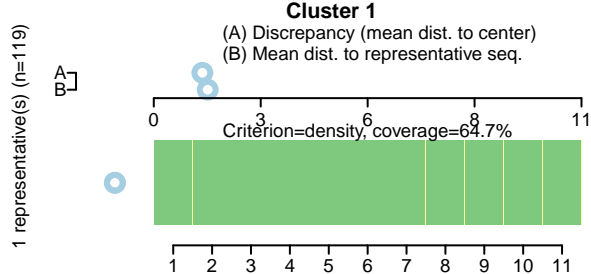 Cluster 1
(A) Discrepancy (mean dist. to center)
(B) Mean dist. to representative seq.
1 representative(s) (n=119)
A
B
0 3 6 8 11
Criterion=density, coverage=64.7%
1 2 3 4 5 6 7 8 9 10 11